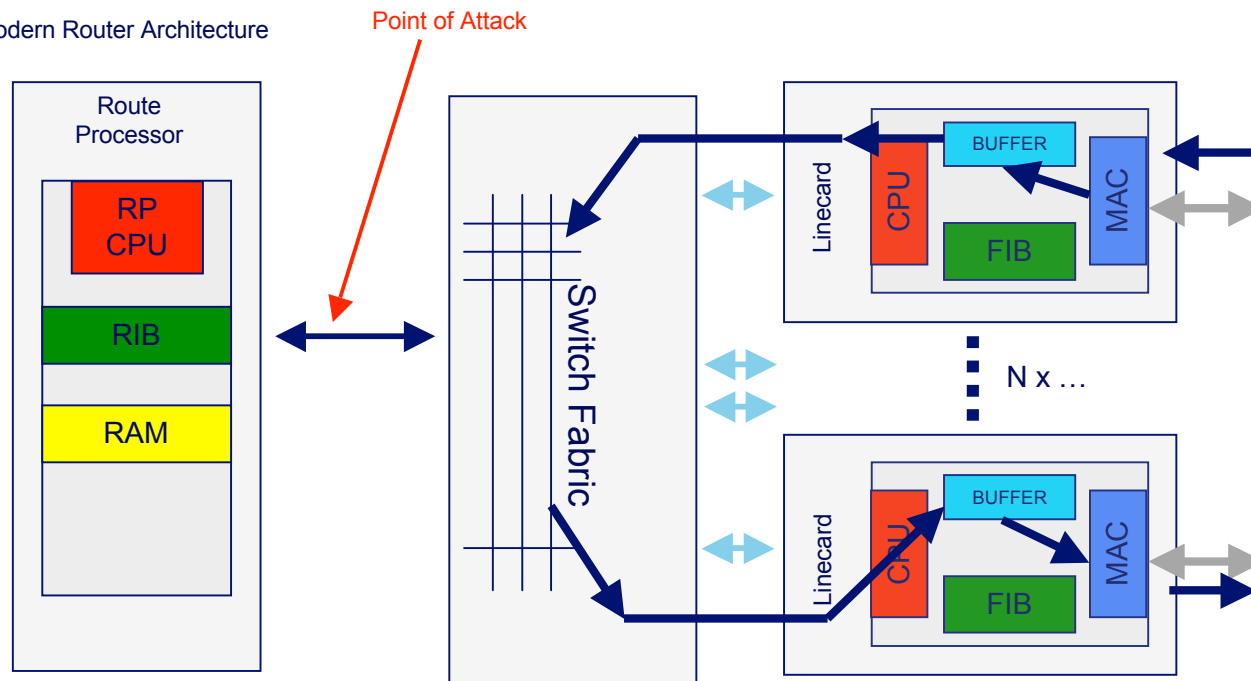 odern Router Architecture
Point of Attack
Route
Processor
RP
CPU
RIB
RAM
Switch Fabric
Linecard
CPU
BUFFER
FIB
MAC
N x …
Linecard
CPU
BUFFER
FIB
MAC